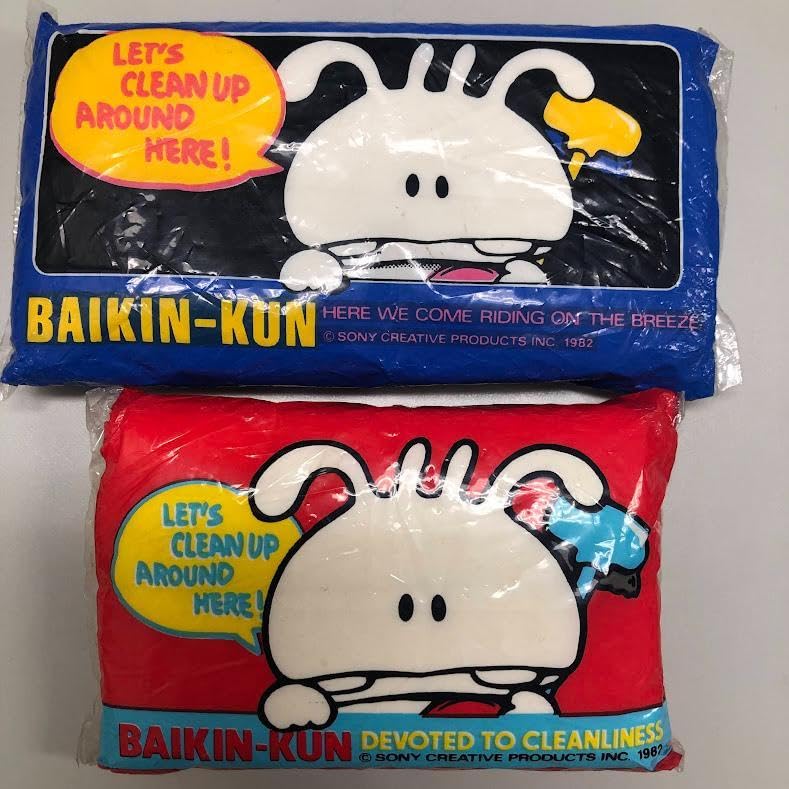 LET'S
CLEAN UP
AROUND
HERE!
BAIKIN-KUN HERE WE COME RIDING ON THE BREEZE
© SONY CREATIVE PRODUCTS INC. 1982
LET'S
CLEAN UP
AROUND
HERE!
BAIKIN-KUN DEVOTED TO CLEANLINESS
© SONY CREATIVE PRODUCTS INC. 1982